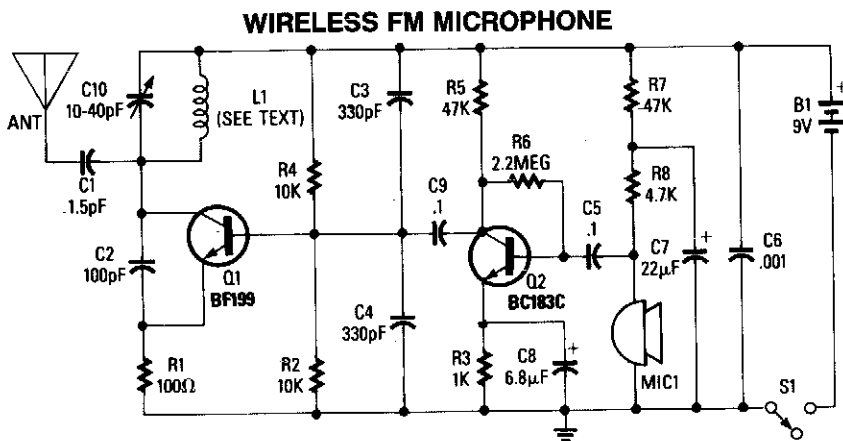 WIRELESS FM MICROPHONE
ANT
C10
10-40pF
L1
(SEE TEXT)
C1
1.5pF
C2
100pF
Q1
BF199
R1
100Ω
R4
10K
R2
10K
C3
330pF
C4
330pF
C9
.1
R5
47K
R6
2.2MEG
Q2
BC183C
R3
1K
C8
6.8μF
+
C5
.1
R7
47K
R8
4.7K
C7
22μF
+
MIC1
C6
.001
B1
9V
+
S1